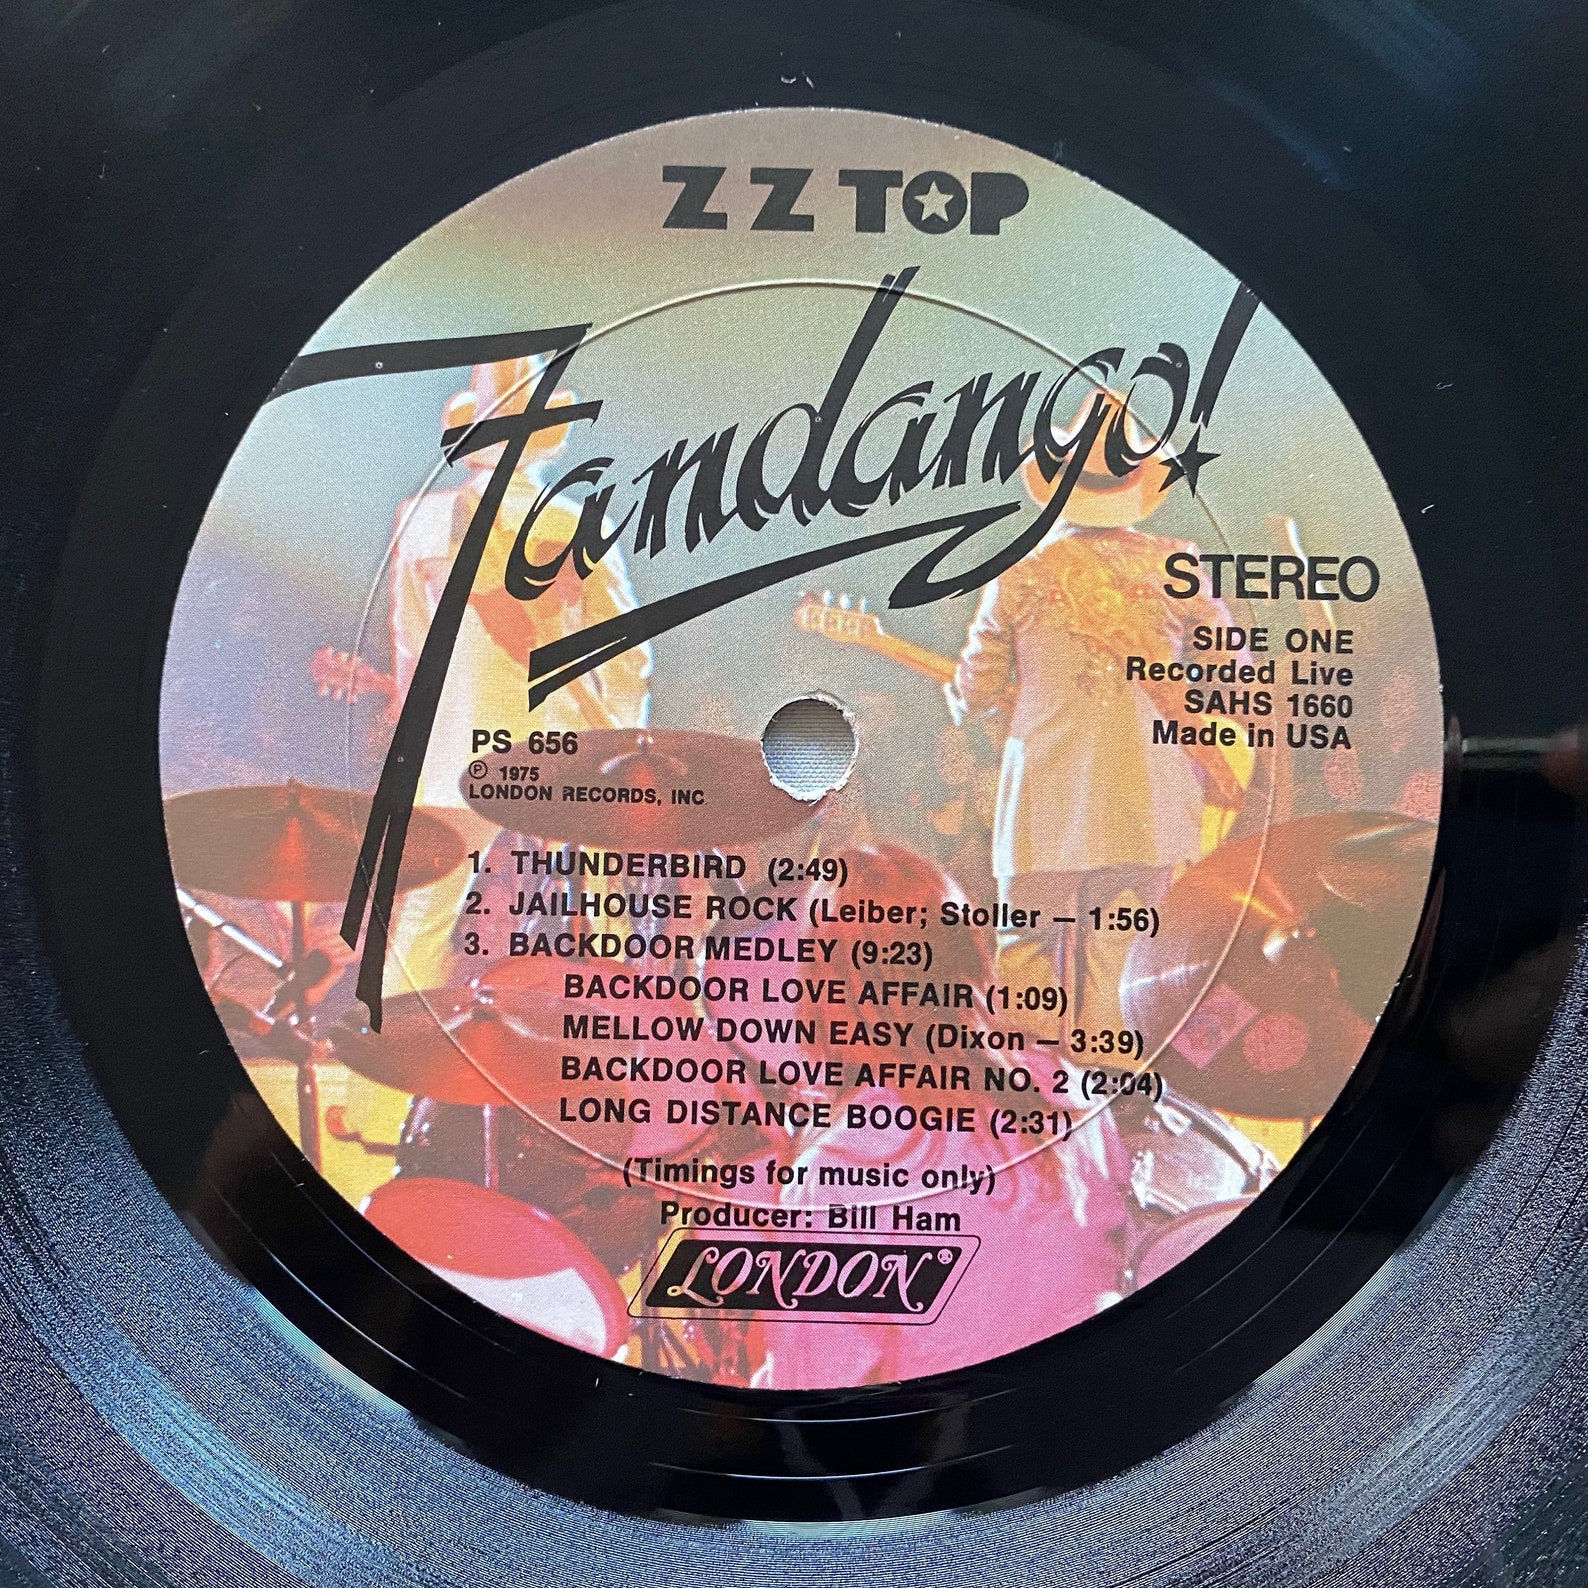 ZZ TOP
Fandango!
STEREO
SIDE ONE
Recorded Live
SAHS 1660
Made in USA
PS 656
℗ 1975
LONDON RECORDS, INC
1. THUNDERBIRD (2:49)
2. JAILHOUSE ROCK (Leiber; Stoller — 1:56)
3. BACKDOOR MEDLEY (9:23)
BACKDOOR LOVE AFFAIR (1:09)
MELLOW DOWN EASY (Dixon — 3:39)
BACKDOOR LOVE AFFAIR NO. 2 (2:04)
LONG DISTANCE BOOGIE (2:31)
(Timings for music only)
Producer: Bill Ham
LONDON®